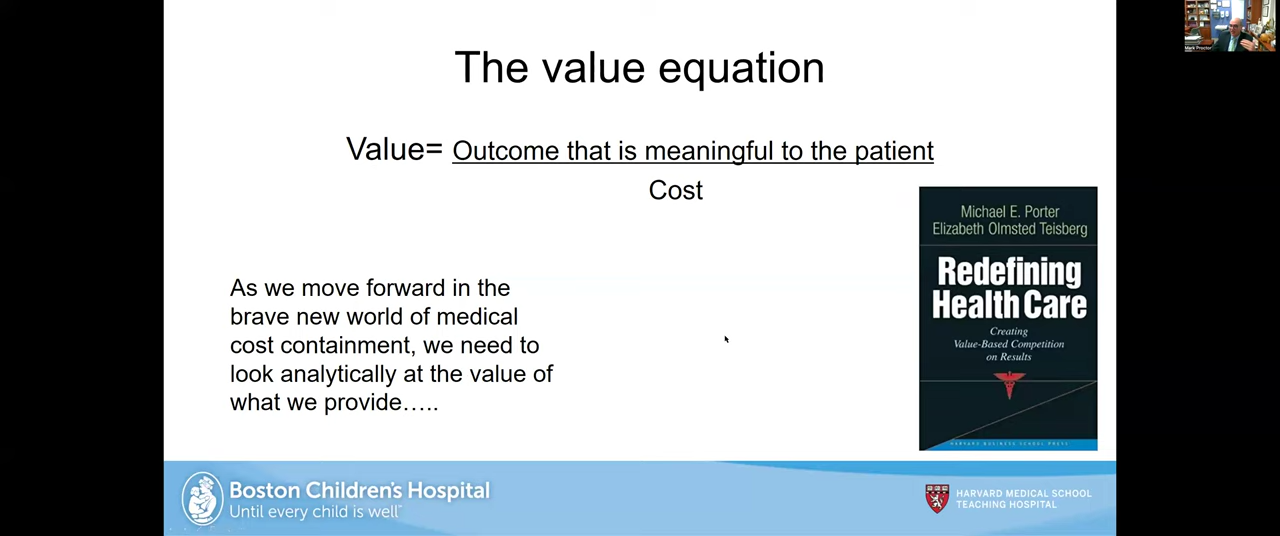 The value equation
Mark Proctor
Value= Outcome that is meaningful to the patient
Cost
Michael E. Porter
Elizabeth Olmsted Teisberg
Redefining
Health Care
Creating
Value-Based Competition
on Results
HARVARD BUSINESS SCHOOL PRESS
As we move forward in the
brave new world of medical
cost containment, we need to
look analytically at the value of
what we provide…..
Boston Children's Hospital
Until every child is well™
HARVARD MEDICAL SCHOOL
TEACHING HOSPITAL